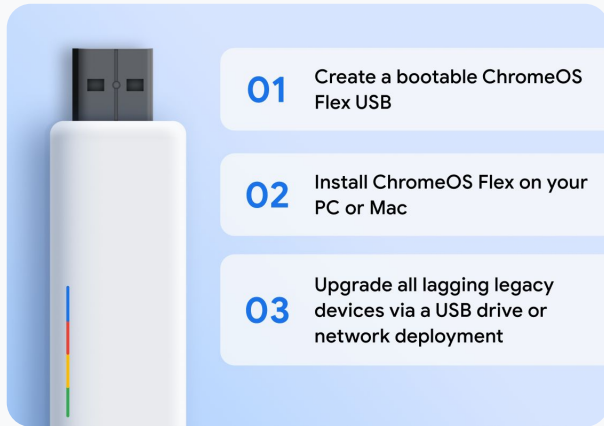 01
Create a bootable ChromeOS
Flex USB
02
Install ChromeOS Flex on your
PC or Mac
03
Upgrade all lagging legacy
devices via a USB drive or
network deployment